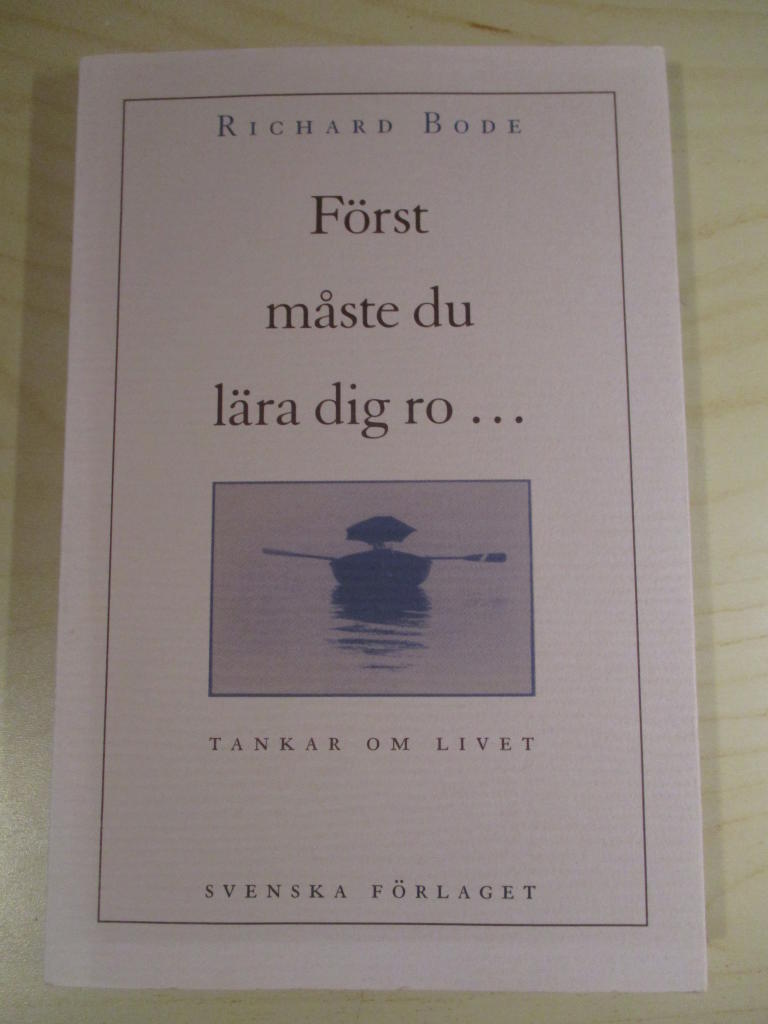 RICHARD BODE
Först
måste du
lära dig ro ...
TANKAR OM LIVET
SVENSKA FÖRLAGET